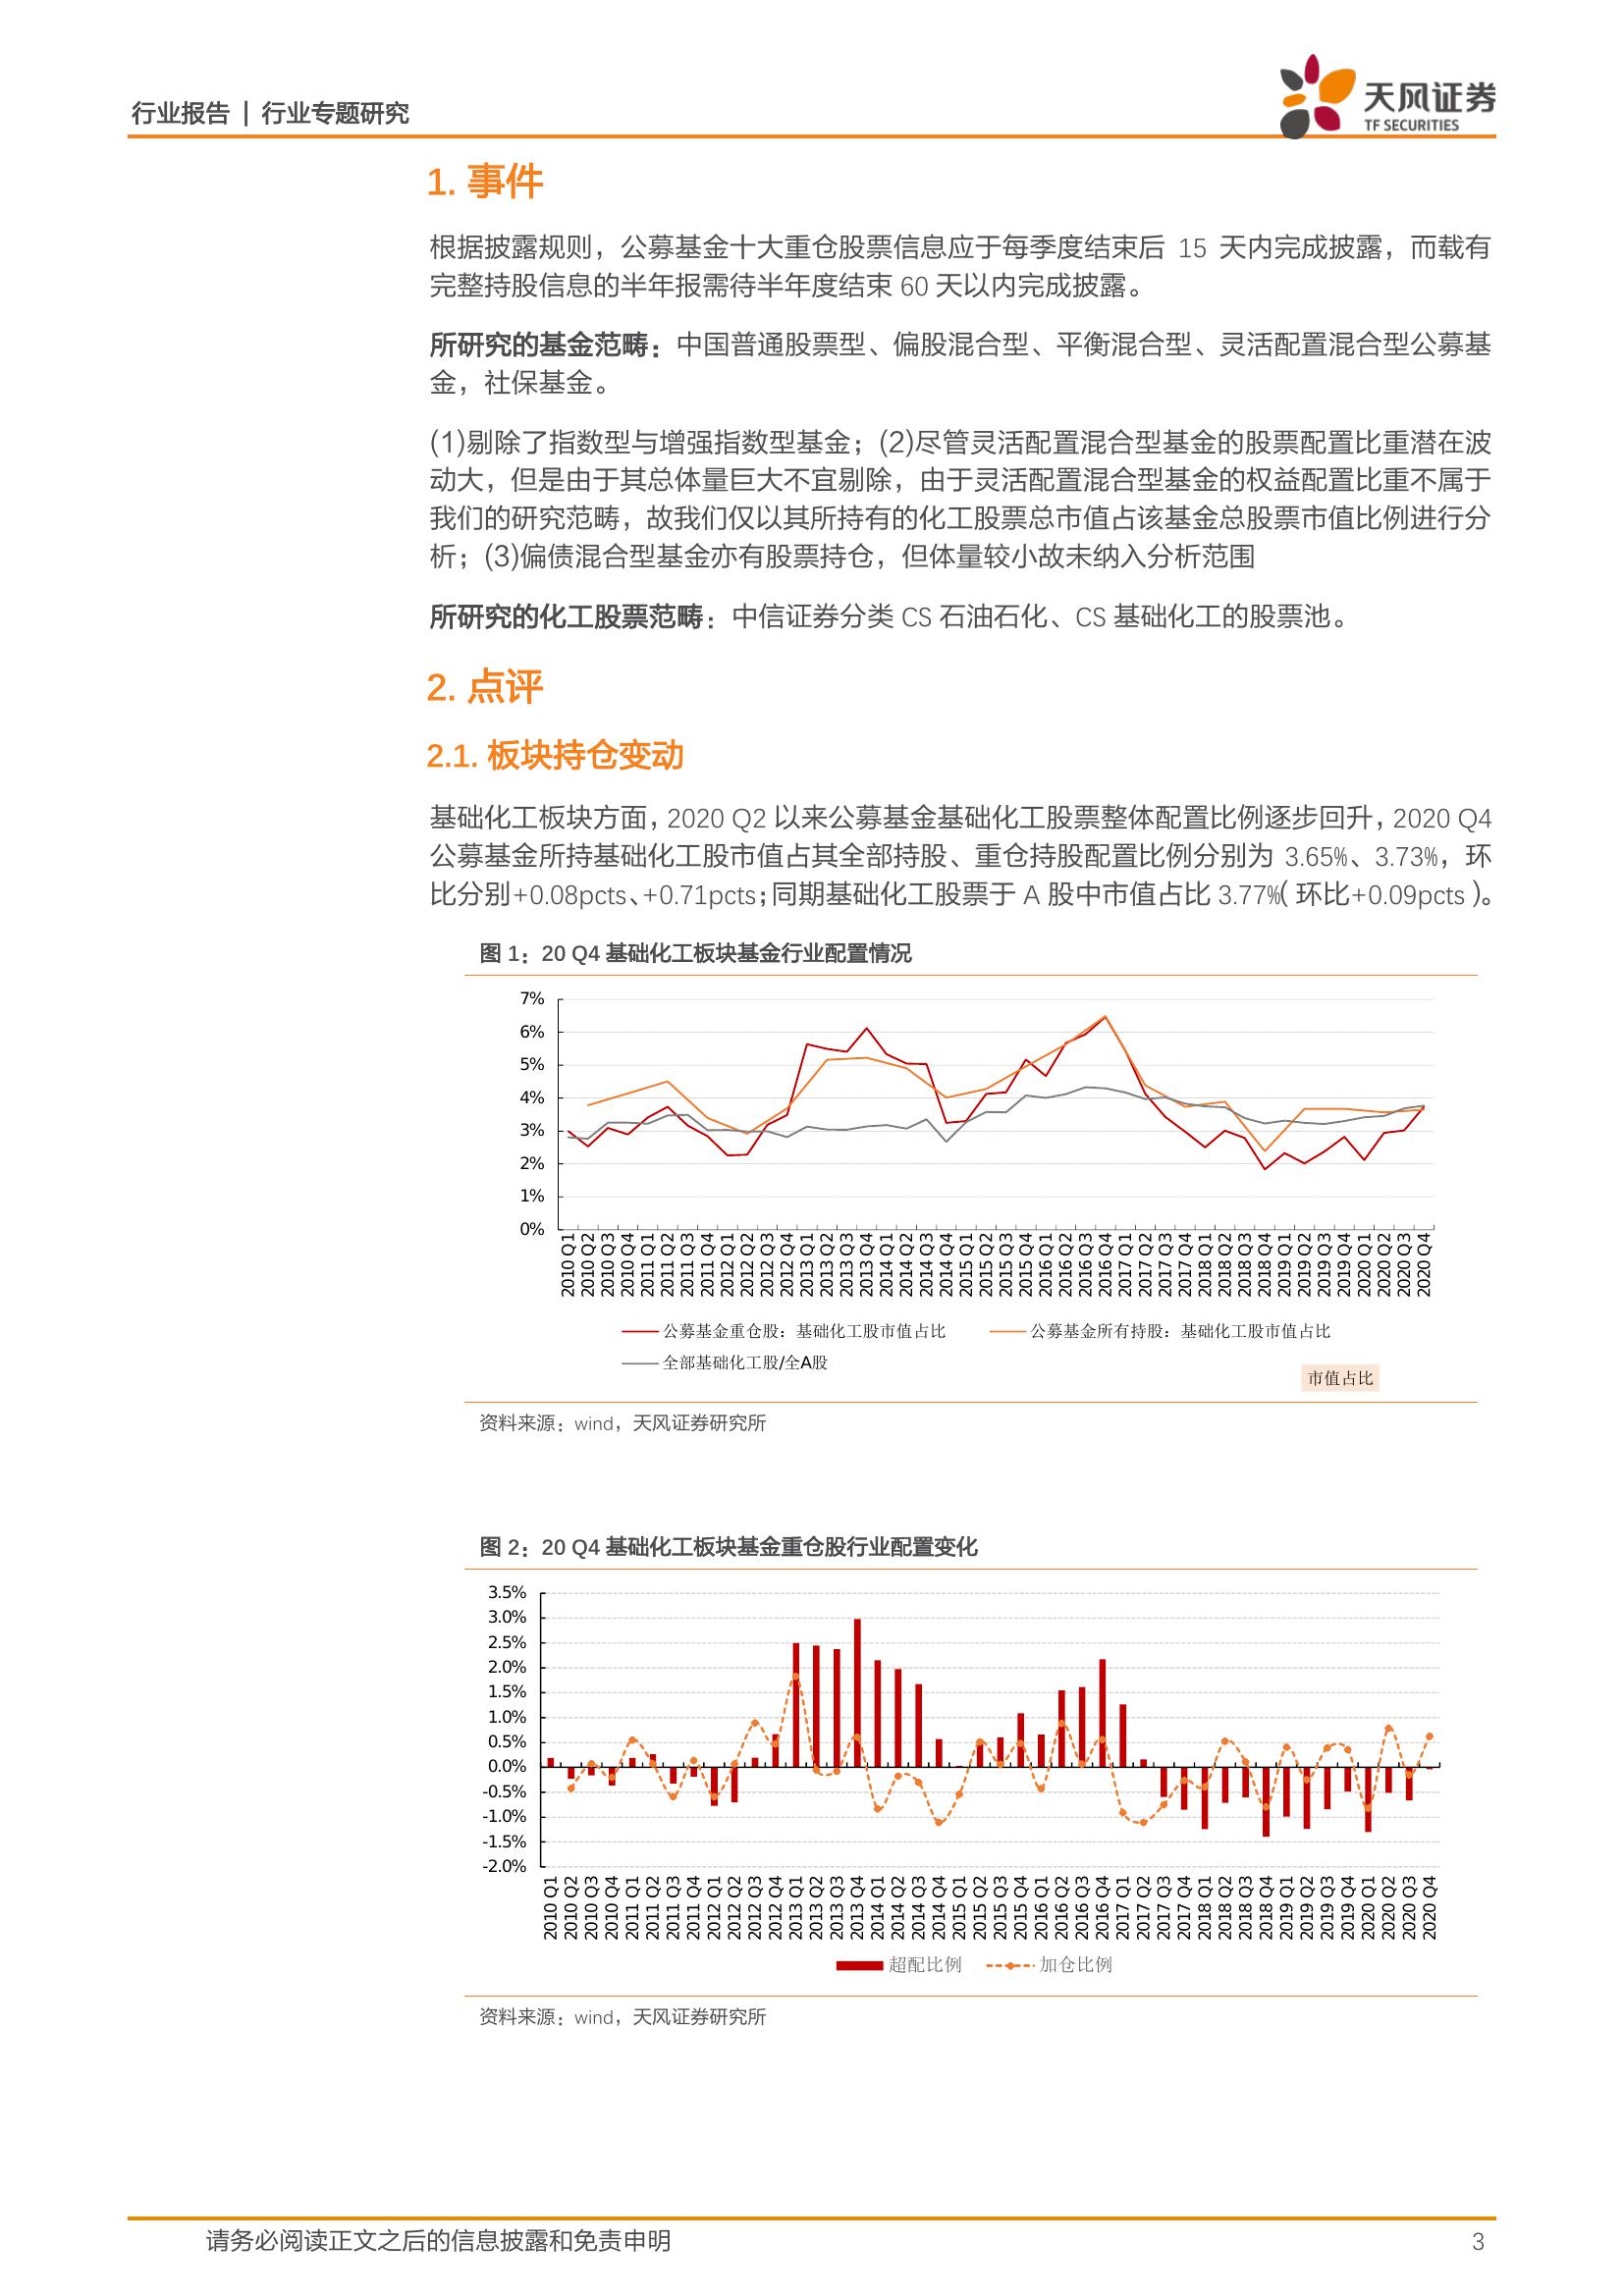 行业报告 | 行业专题研究
天风证券
TF SECURITIES
1. 事件
根据披露规则，公募基金十大重仓股票信息应于每季度结束后 15 天内完成披露，而载有
完整持股信息的半年报需待半年度结束 60 天以内完成披露。
所研究的基金范畴：中国普通股票型、偏股混合型、平衡混合型、灵活配置混合型公募基
金，社保基金。
(1)剔除了指数型与增强指数型基金；(2)尽管灵活配置混合型基金的股票配置比重潜在波
动大，但是由于其总体量巨大不宜剔除，由于灵活配置混合型基金的权益配置比重不属于
我们的研究范畴，故我们仅以其所持有的化工股票总市值占该基金总股票市值比例进行分
析；(3)偏债混合型基金亦有股票持仓，但体量较小故未纳入分析范围
所研究的化工股票范畴：中信证券分类 CS 石油石化、CS 基础化工的股票池。
2. 点评
2.1. 板块持仓变动
基础化工板块方面，2020 Q2 以来公募基金基础化工股票整体配置比例逐步回升，2020 Q4
公募基金所持基础化工股市值占其全部持股、重仓持股配置比例分别为 3.65%、3.73%，环
比分别+0.08pcts、+0.71pcts；同期基础化工股票于 A 股中市值占比 3.77%（环比+0.09pcts）。
图 1：20 Q4 基础化工板块基金行业配置情况
7%
6%
5%
4%
3%
2%
1%
0%
2010 Q1
2010 Q2
2010 Q3
2010 Q4
2011 Q1
2011 Q2
2011 Q3
2011 Q4
2012 Q1
2012 Q2
2012 Q3
2012 Q4
2013 Q1
2013 Q2
2013 Q3
2013 Q4
2014 Q1
2014 Q2
2014 Q3
2014 Q4
2015 Q1
2015 Q2
2015 Q3
2015 Q4
2016 Q1
2016 Q2
2016 Q3
2016 Q4
2017 Q1
2017 Q2
2017 Q3
2017 Q4
2018 Q1
2018 Q2
2018 Q3
2018 Q4
2019 Q1
2019 Q2
2019 Q3
2019 Q4
2020 Q1
2020 Q2
2020 Q3
2020 Q4
公募基金重仓股：基础化工股市值占比
公募基金所有持股：基础化工股市值占比
全部基础化工股/全A股
市值占比
资料来源：wind，天风证券研究所
图 2：20 Q4 基础化工板块基金重仓股行业配置变化
3.5%
3.0%
2.5%
2.0%
1.5%
1.0%
0.5%
0.0%
-0.5%
-1.0%
-1.5%
-2.0%
2010 Q1
2010 Q2
2010 Q3
2010 Q4
2011 Q1
2011 Q2
2011 Q3
2011 Q4
2012 Q1
2012 Q2
2012 Q3
2012 Q4
2013 Q1
2013 Q2
2013 Q3
2013 Q4
2014 Q1
2014 Q2
2014 Q3
2014 Q4
2015 Q1
2015 Q2
2015 Q3
2015 Q4
2016 Q1
2016 Q2
2016 Q3
2016 Q4
2017 Q1
2017 Q2
2017 Q3
2017 Q4
2018 Q1
2018 Q2
2018 Q3
2018 Q4
2019 Q1
2019 Q2
2019 Q3
2019 Q4
2020 Q1
2020 Q2
2020 Q3
2020 Q4
超配比例
加仓比例
资料来源：wind，天风证券研究所
请务必阅读正文之后的信息披露和免责申明
3